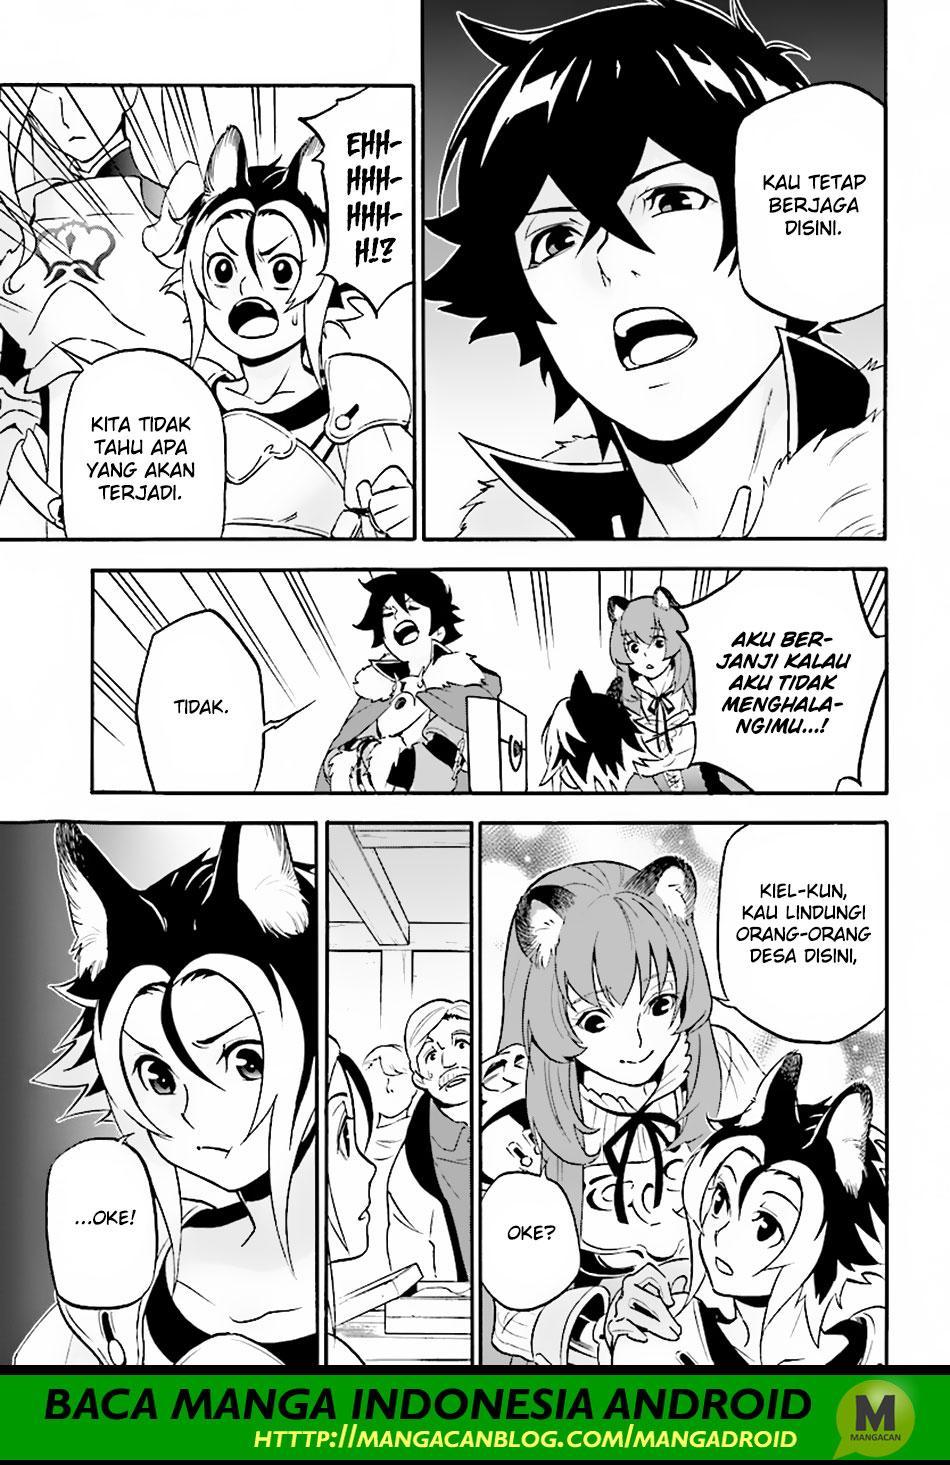 KAU TETAP
BERJAGA
DISINI.
EHH-
HHH-
HHH-
H!?
KITA TIDAK
TAHU APA
YANG AKAN
TERJADI.
AKU BER-
JANJI KALAU
AKU TIDAK
MENGHALA-
NGIMU...!
TIDAK.
KIEL-KUN,
KAU LINDUNGI
ORANG-ORANG
DESA DISINI,
OKE?
...OKE!
BACA MANGA INDONESIA ANDROID
HTTTP://MANGACANBLOG.COM/MANGADROID
M
MANGACAN